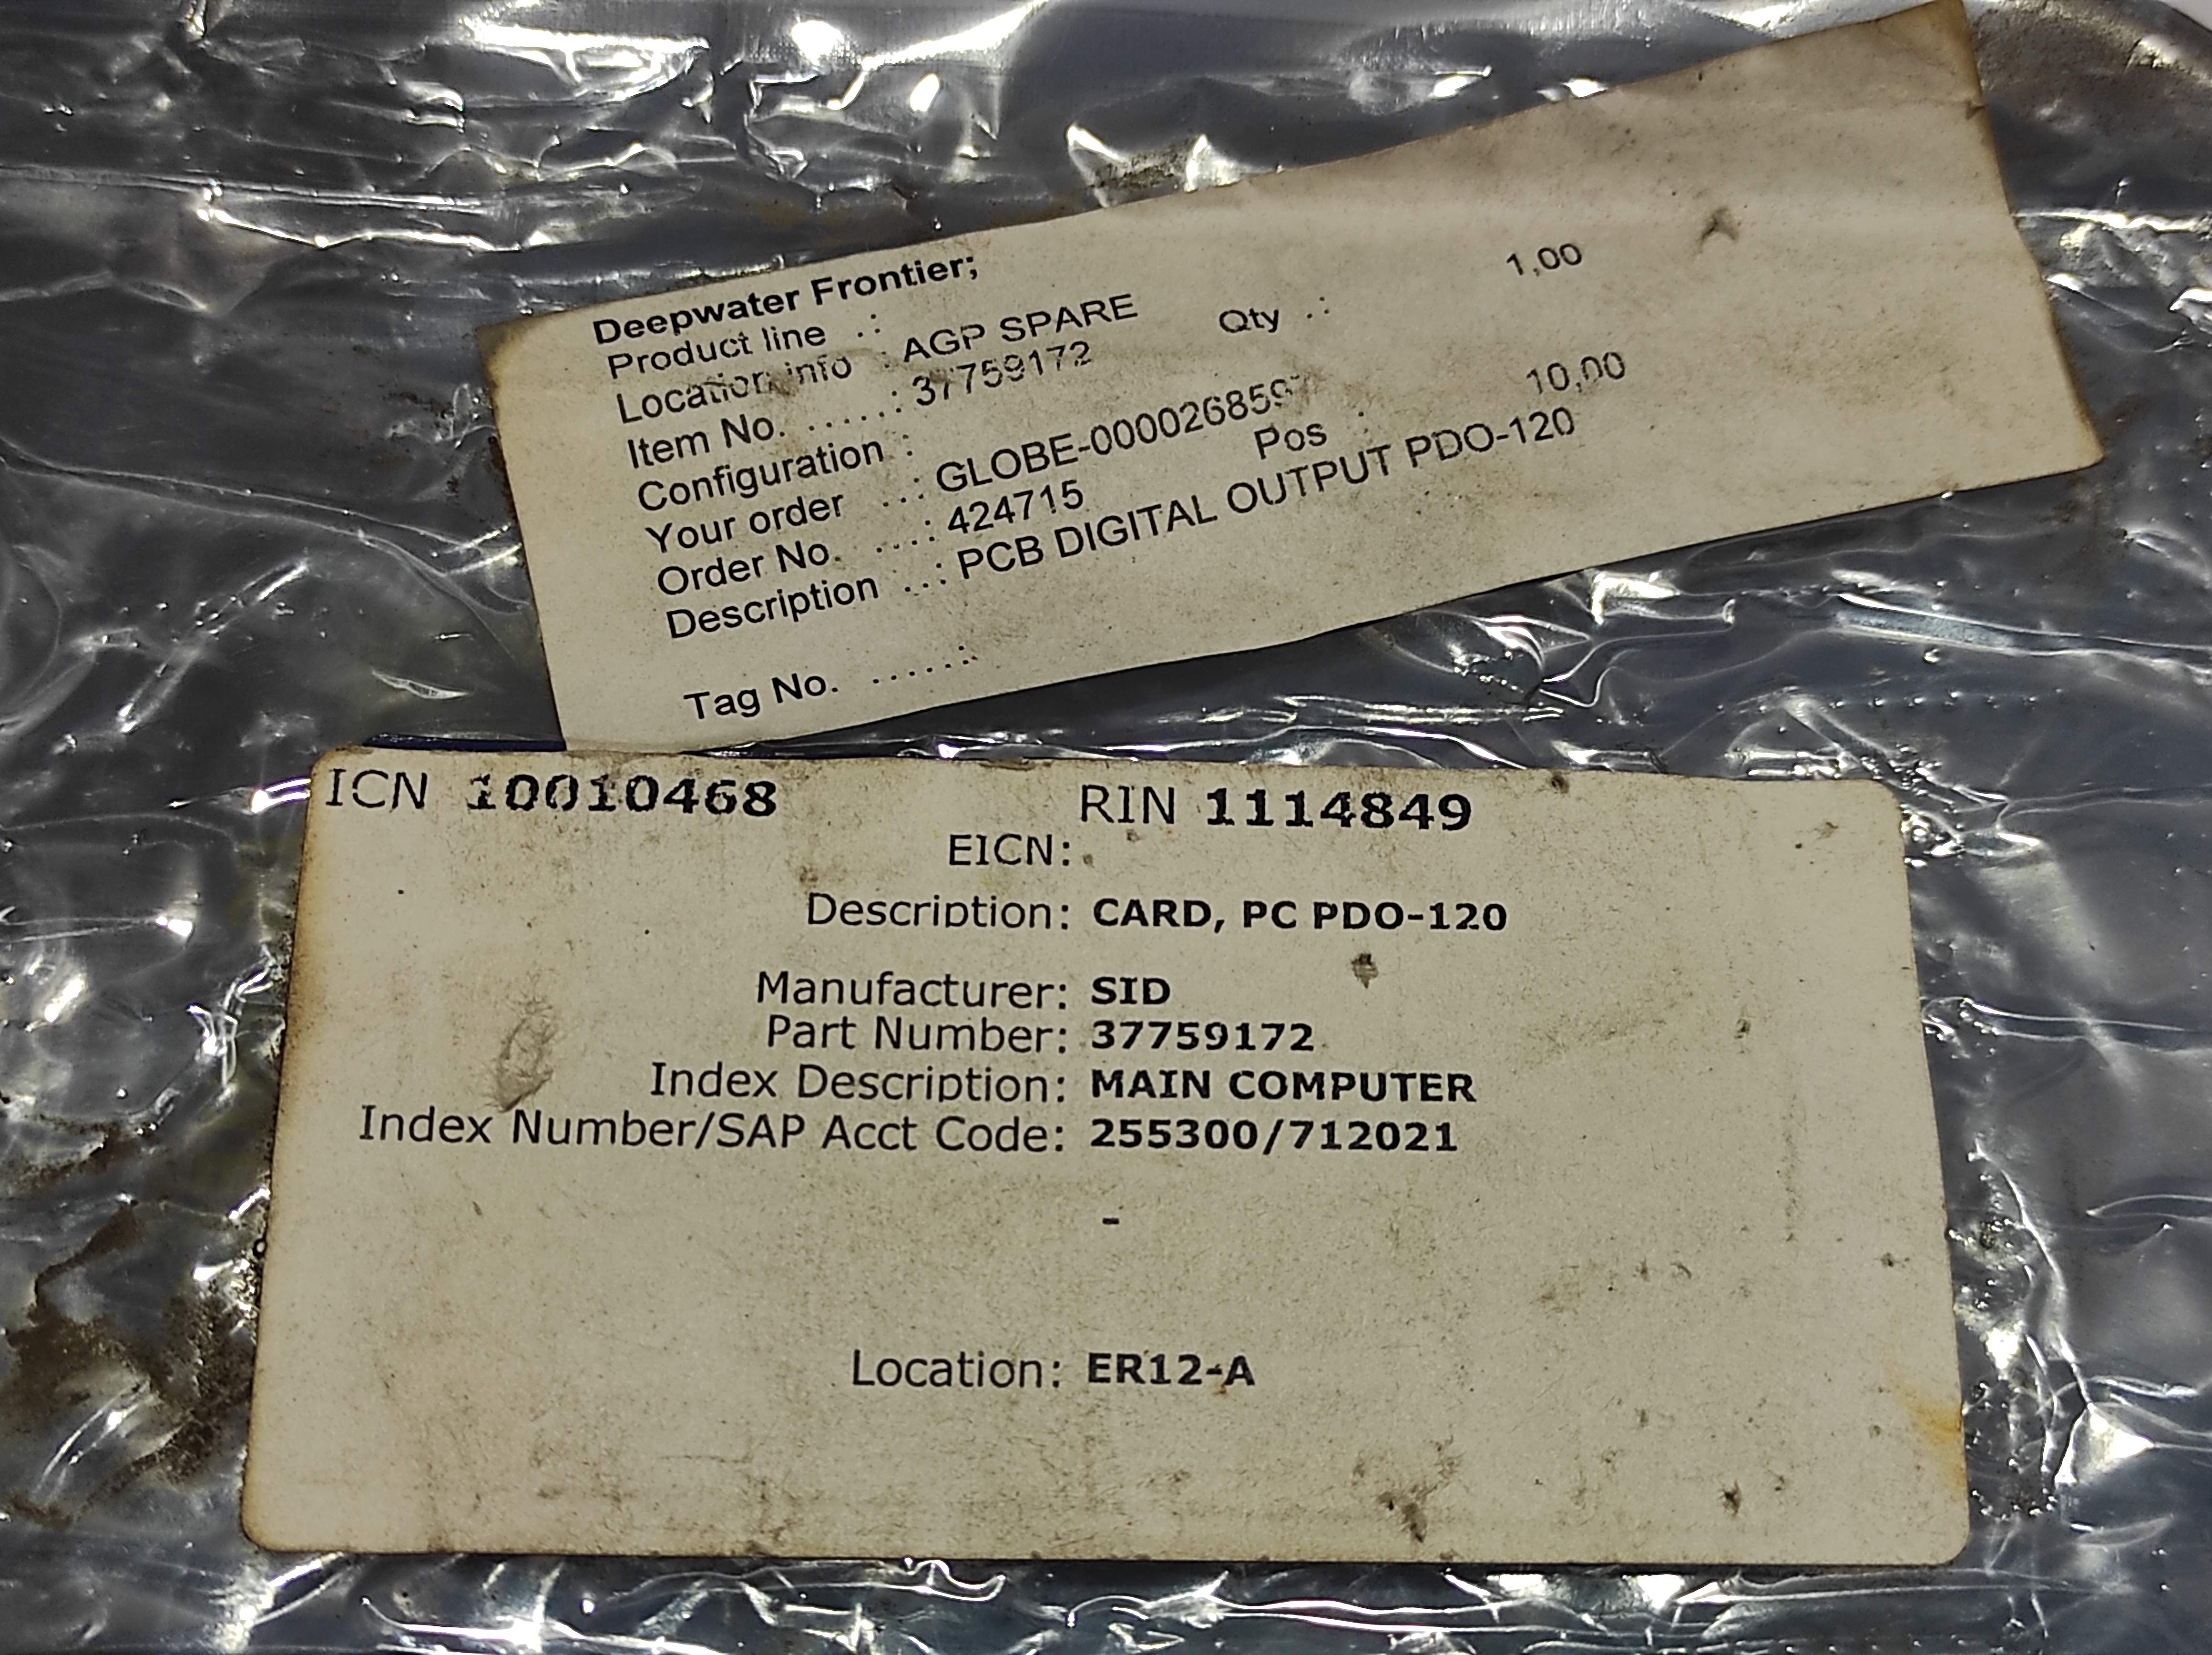 Deepwater Frontier;
Product line .:
Location info : AGP SPARE
Item No. ......: 37759172 Qty .: 1,00
Configuration :
Your order ...: GLOBE-000026859
Order No. ....: 424715 Pos : 10,00
Description ..: PCB DIGITAL OUTPUT PDO-120
Tag No. ......:
ICN 10010468 RIN 1114849
EICN:
Description: CARD, PC PDO-120
Manufacturer: SID
Part Number: 37759172
Index Description: MAIN COMPUTER
Index Number/SAP Acct Code: 255300/712021
-
Location: ER12-A